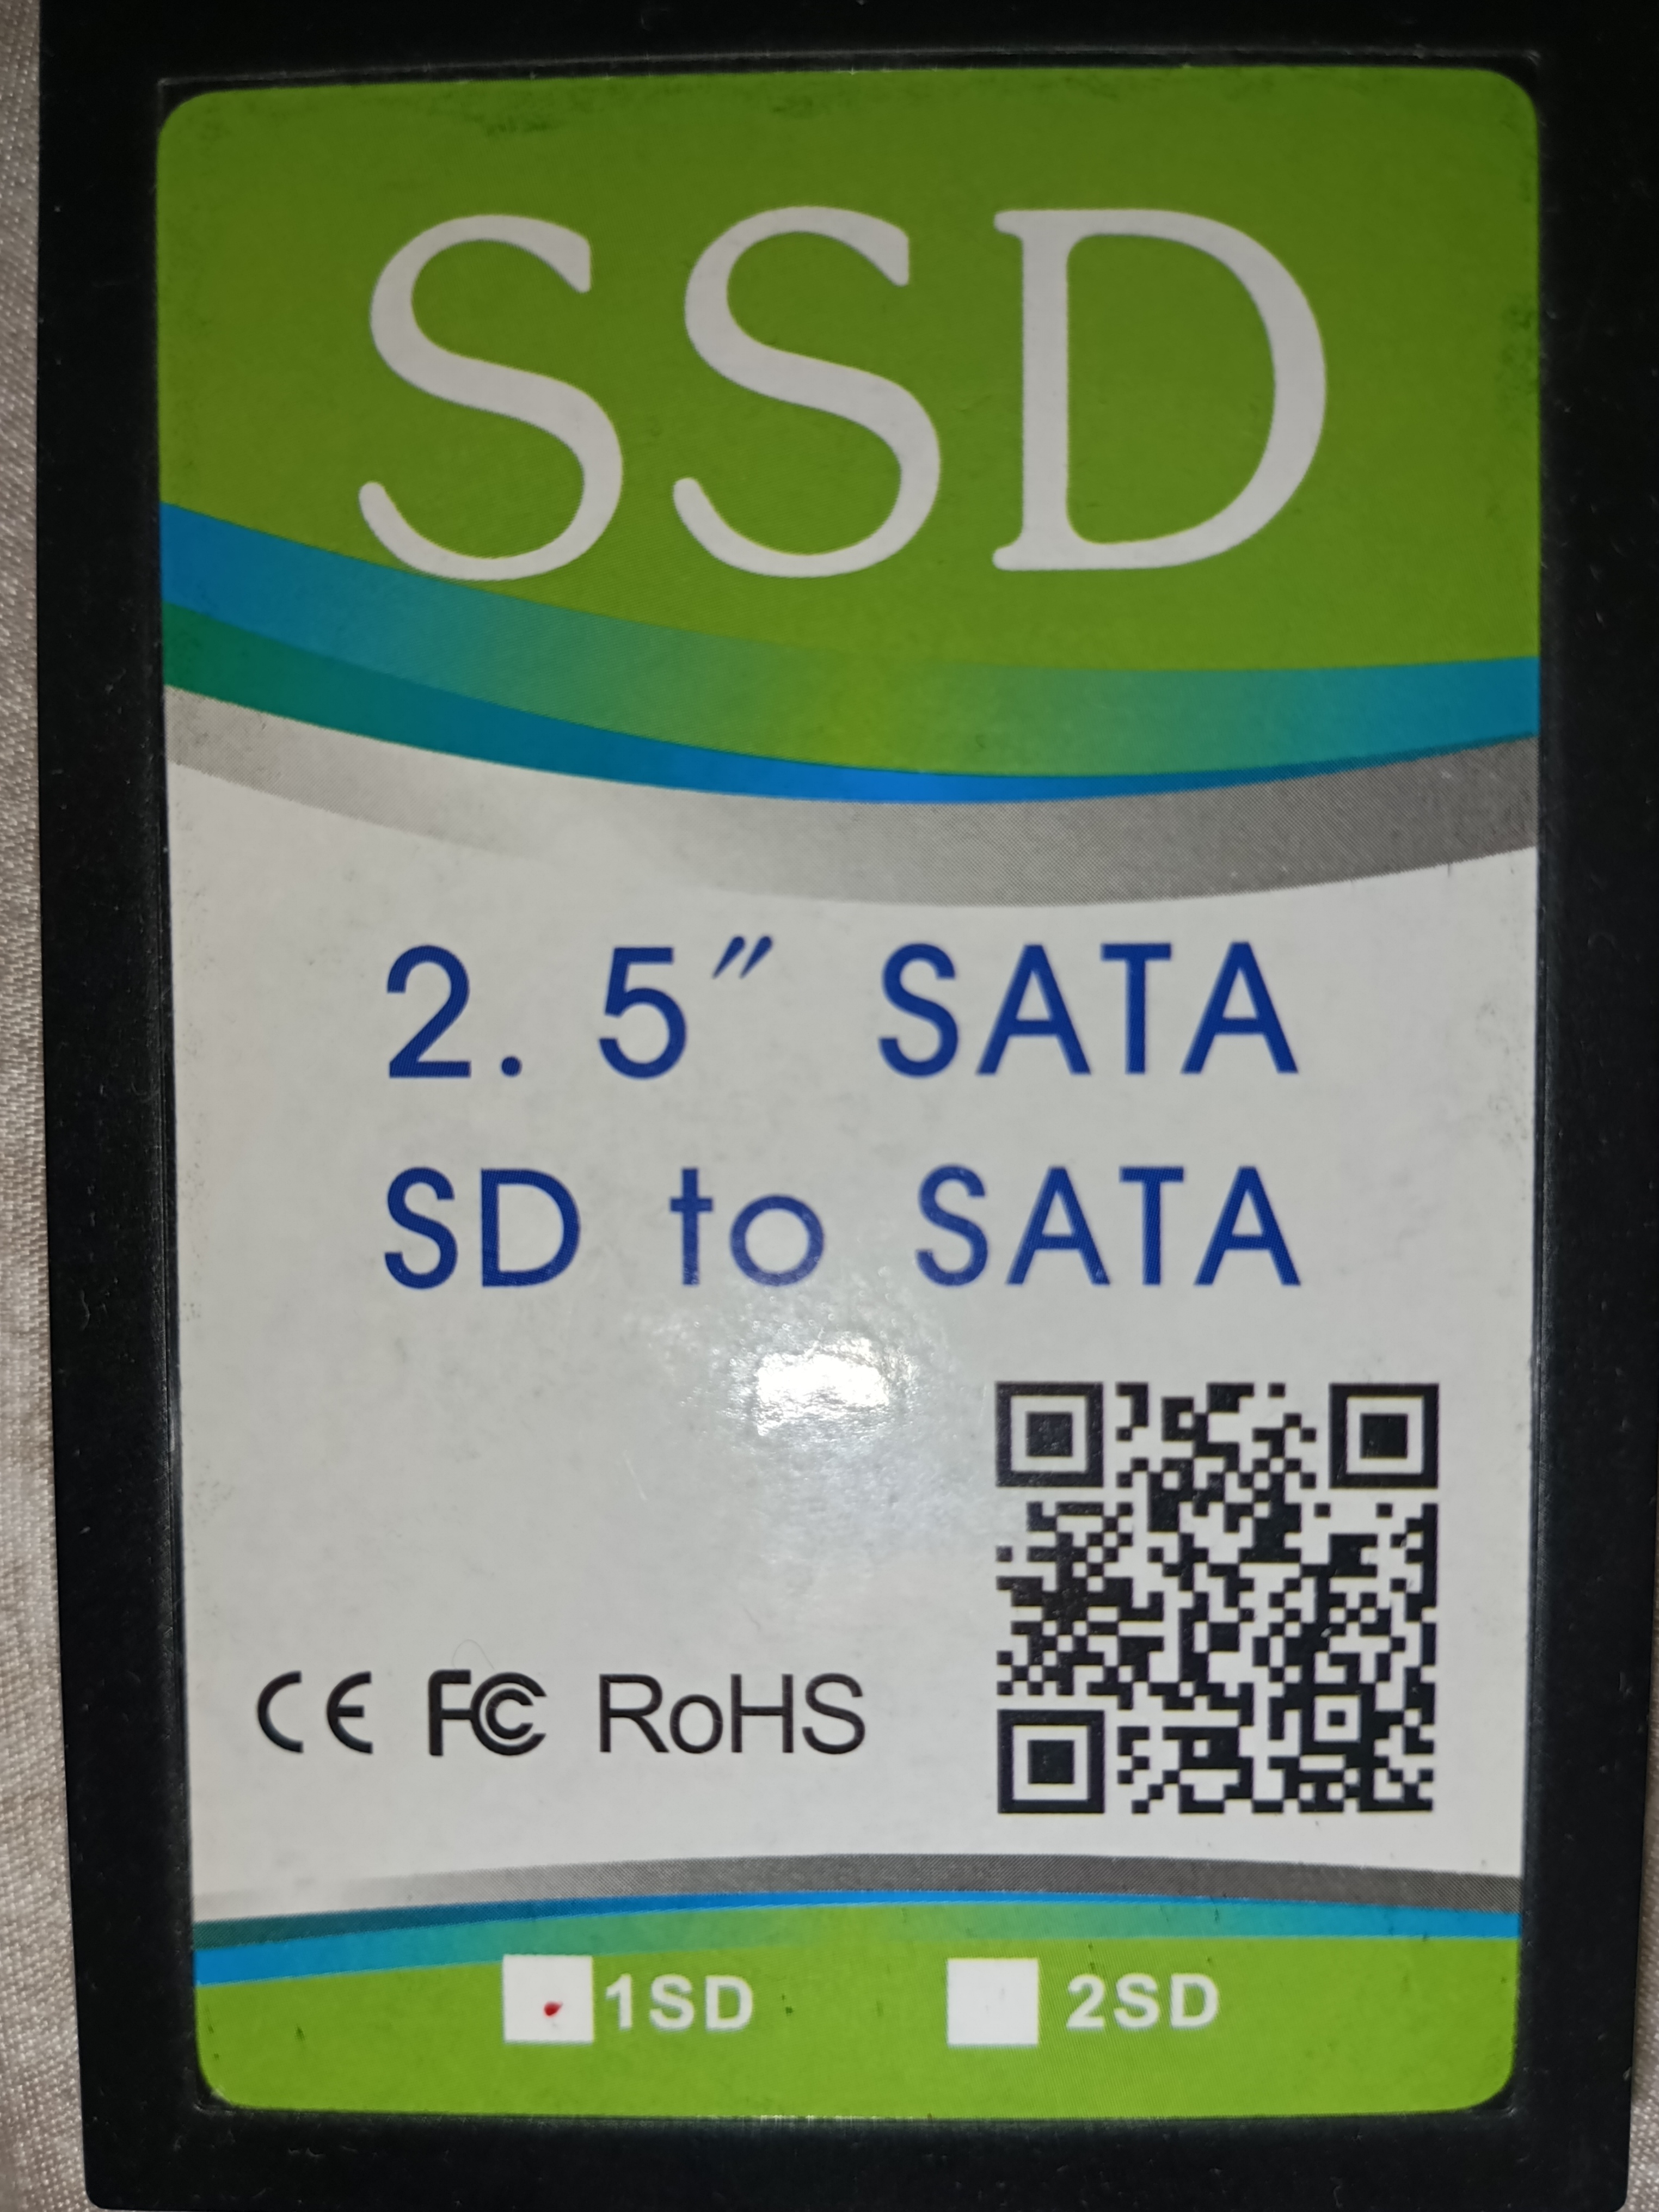 SSD
2.5" SATA
SD to SATA
CE FC RoHS
1SD 2SD